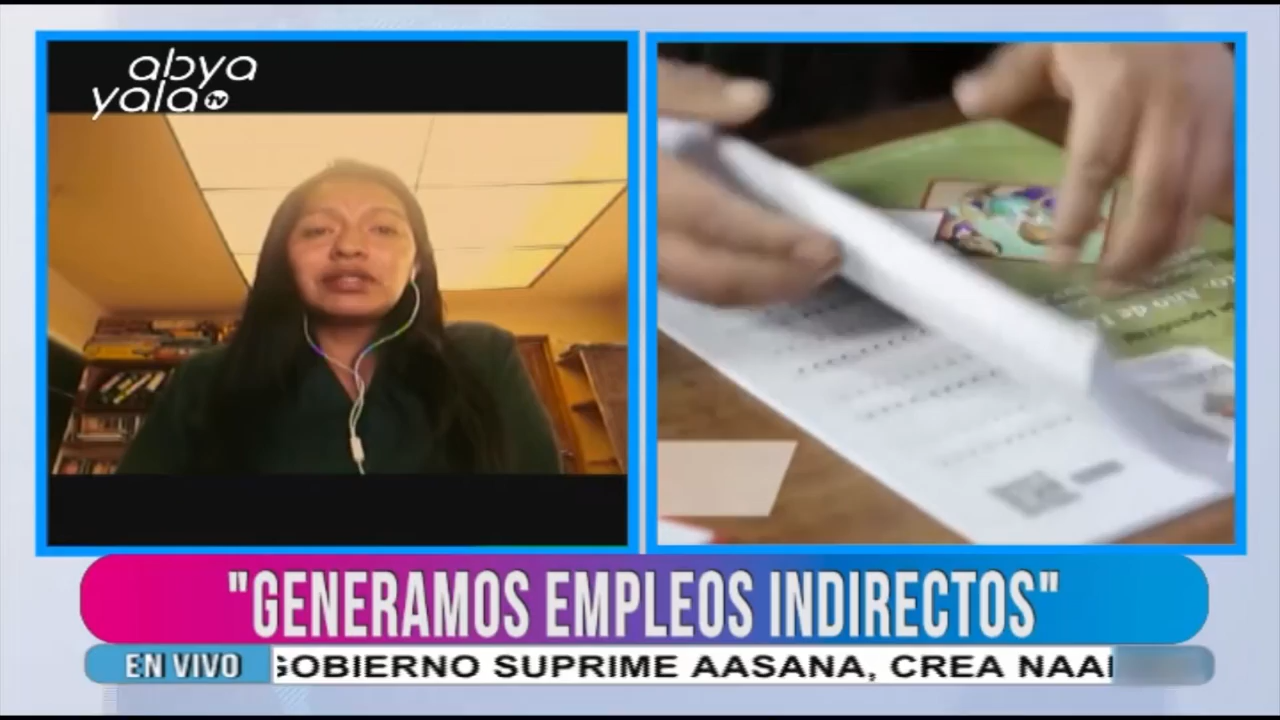 abya
yala tv
"GENERAMOS EMPLEOS INDIRECTOS"
EN VIVO
GOBIERNO SUPRIME AASANA, CREA NAA